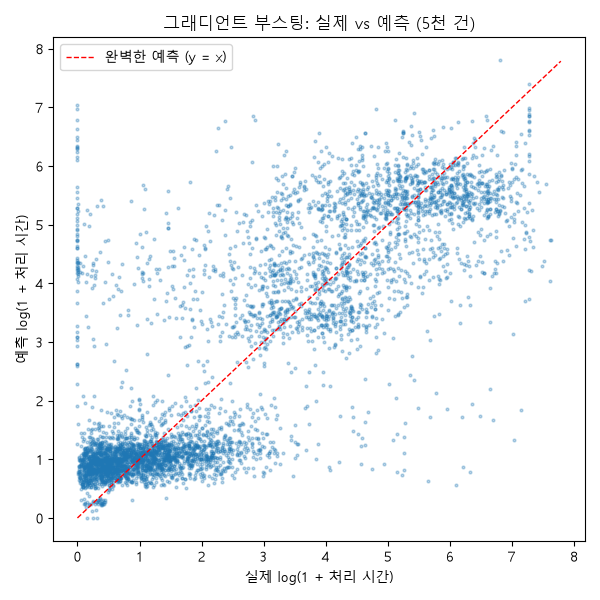 그래디언트 부스팅: 실제 vs 예측 (5천 건)
완벽한 예측 (y = x)
예측 log(1 + 처리 시간)
8
7
6
5
4
3
2
1
0
0 1 2 3 4 5 6 7 8
실제 log(1 + 처리 시간)